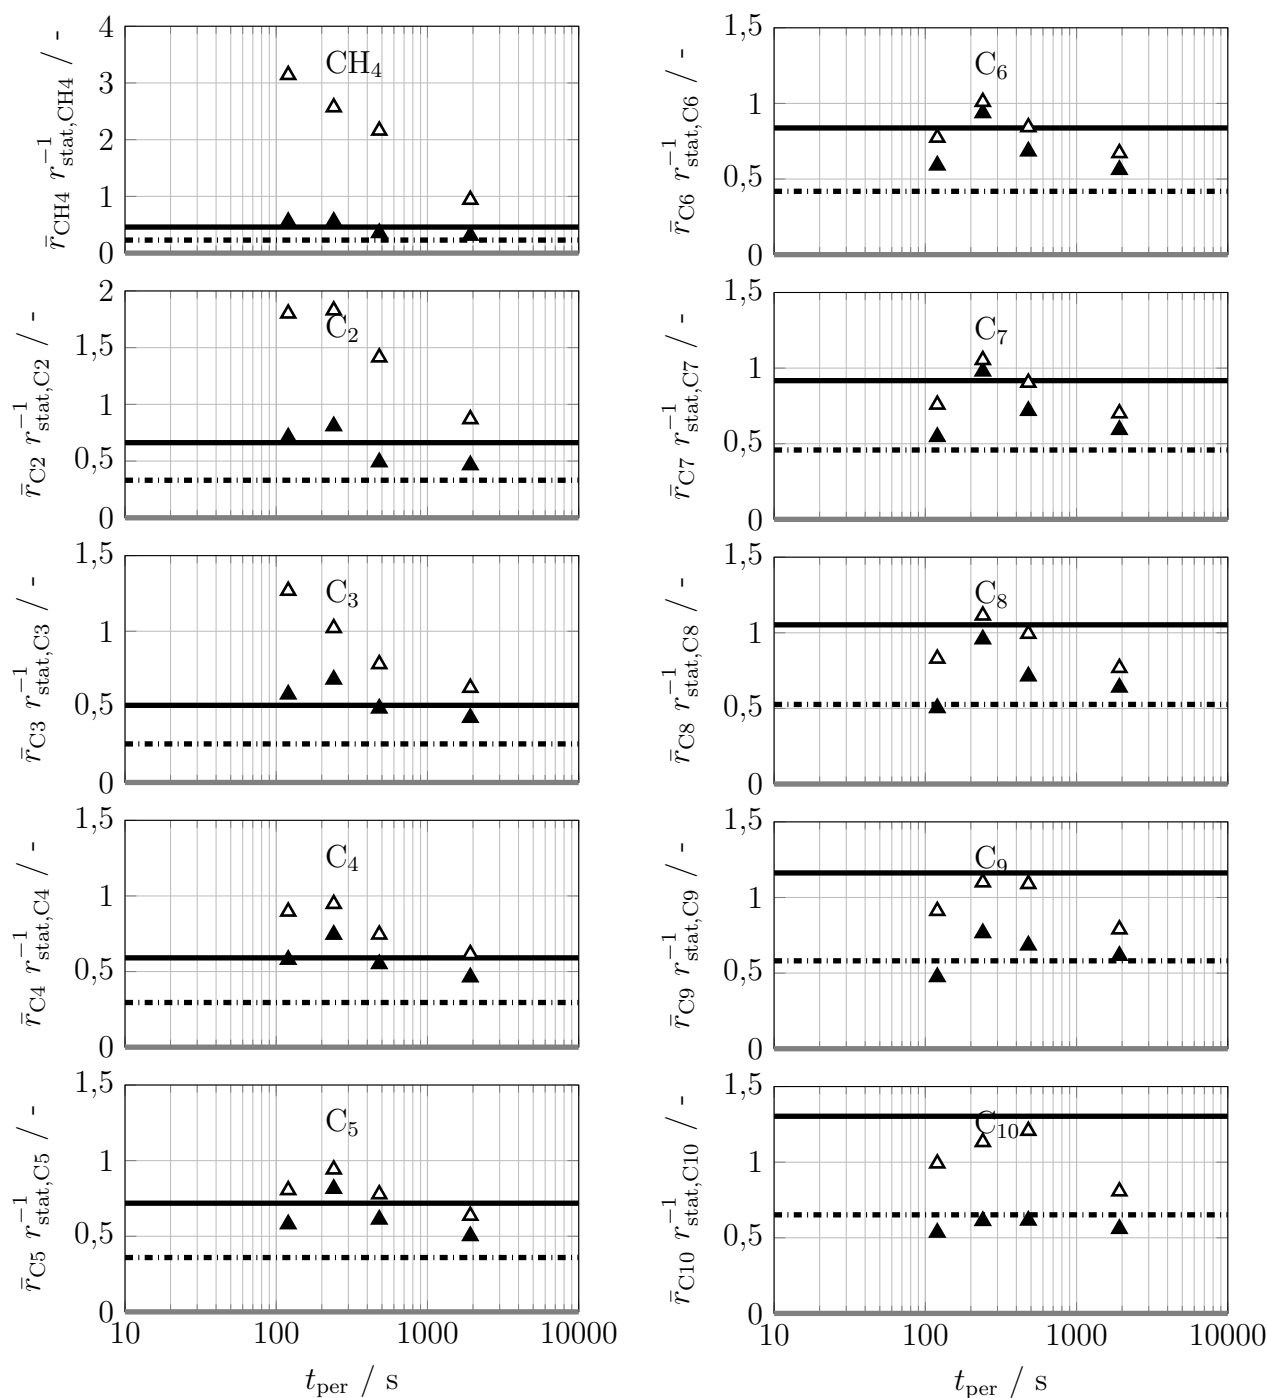 r̄CH4 r⁻¹stat,CH4 / -
4
3
2
1
0
CH₄
r̄C2 r⁻¹stat,C2 / -
2
1,5
1
0,5
0
C₂
r̄C3 r⁻¹stat,C3 / -
1,5
1
0,5
0
C₃
r̄C4 r⁻¹stat,C4 / -
1,5
1
0,5
0
C₄
r̄C5 r⁻¹stat,C5 / -
1,5
1
0,5
0
C₅
10 100 1000 10000
tper / s
r̄C6 r⁻¹stat,C6 / -
1,5
1
0,5
0
C₆
r̄C7 r⁻¹stat,C7 / -
1,5
1
0,5
0
C₇
r̄C8 r⁻¹stat,C8 / -
1,5
1
0,5
0
C₈
r̄C9 r⁻¹stat,C9 / -
1,5
1
0,5
0
C₉
r̄C10 r⁻¹stat,C10 / -
1,5
1
0,5
0
C₁₀
10 100 1000 10000
tper / s